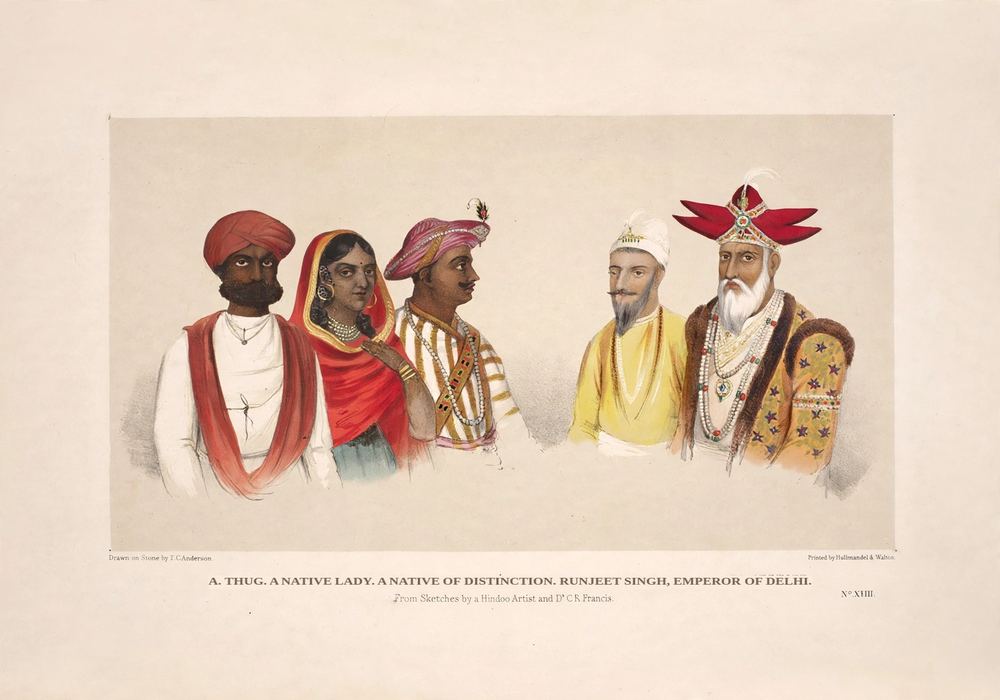 Drawn on Stone by T.C.Anderson.
Printed by Hullmandel & Walton.
A. THUG. A NATIVE LADY. A NATIVE OF DISTINCTION. RUNJEET SINGH, EMPEROR OF DELHI.
From Sketches by a Hindoo Artist and Dr C R Francis.
No. XVIII.